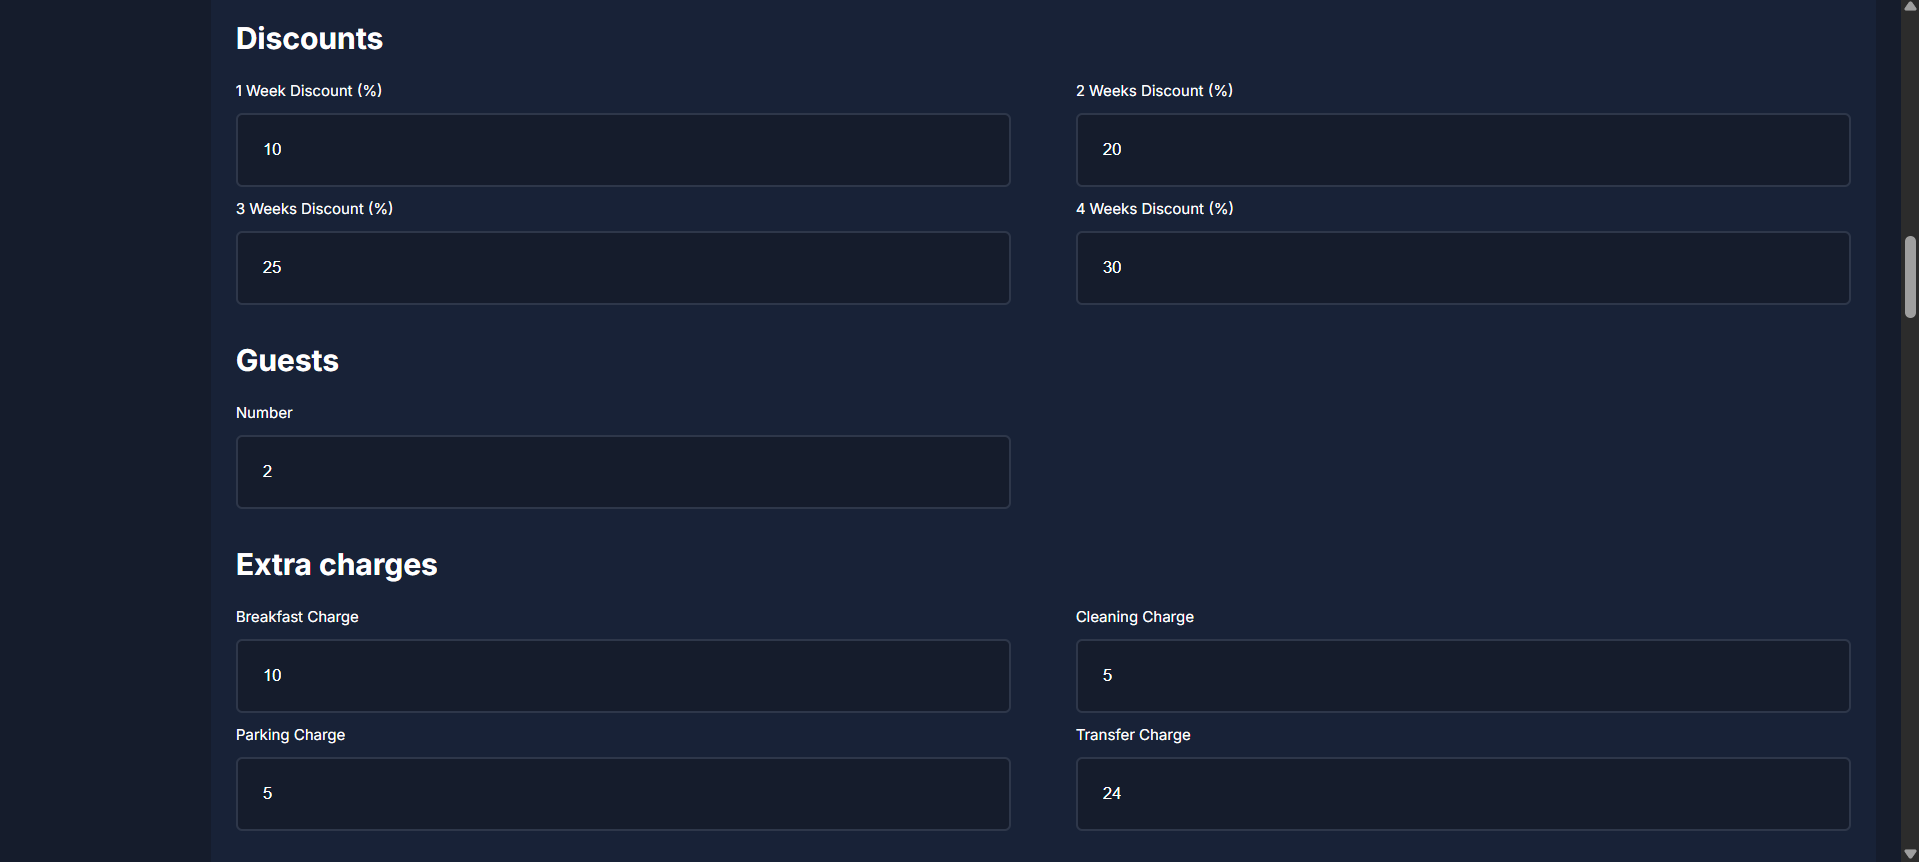 Discounts
1 Week Discount (%)
2 Weeks Discount (%)
10
20
3 Weeks Discount (%)
4 Weeks Discount (%)
25
30
Guests
Number
2
Extra charges
Breakfast Charge
Cleaning Charge
10
5
Parking Charge
Transfer Charge
5
24